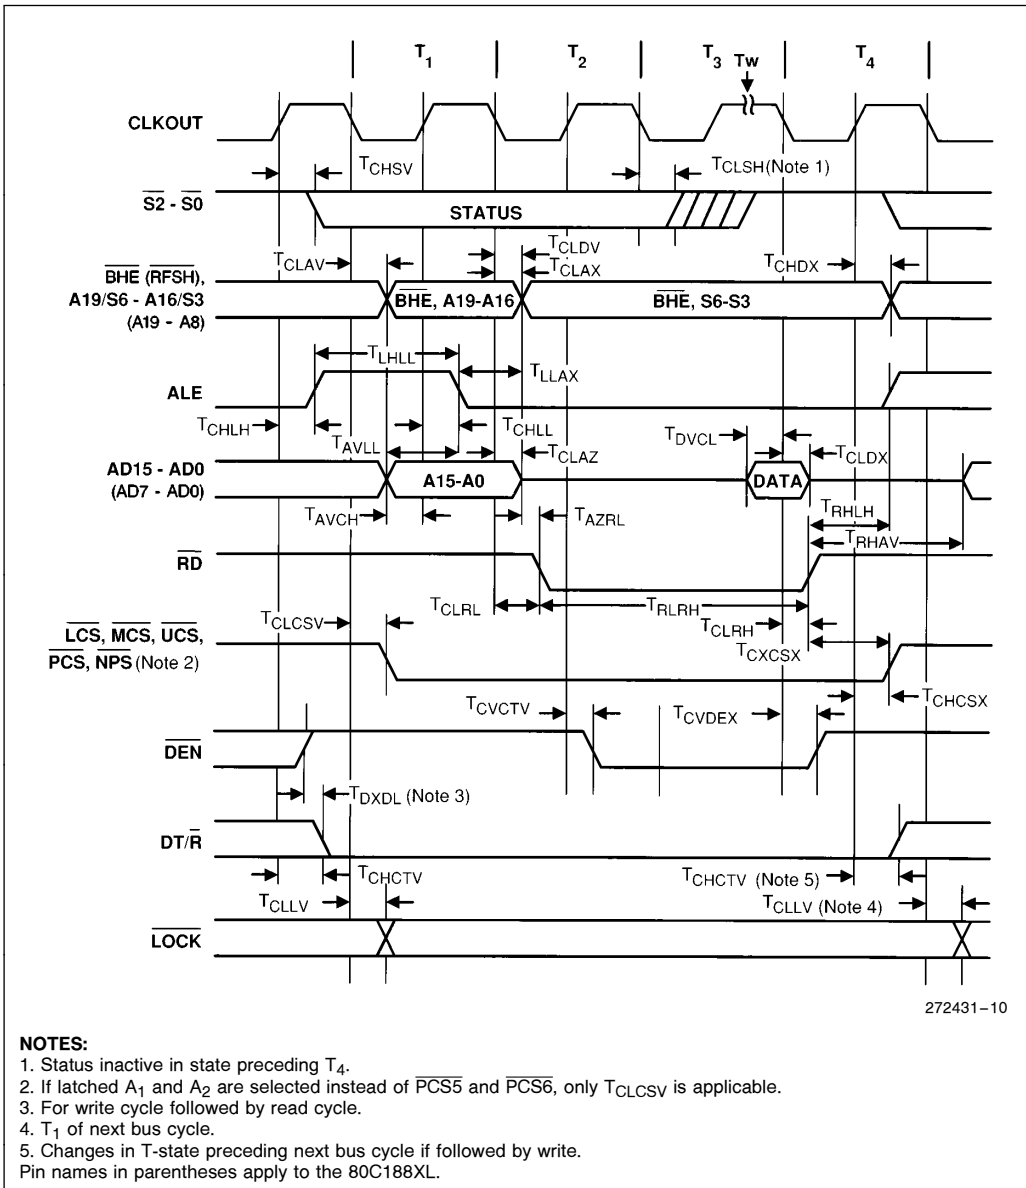 T1 T2 T3 Tw T4
CLKOUT
TCHSV TCLSH (Note 1)
S2 - S0
STATUS
TCLDV
TCLAV TCLAX TCHDX
BHE (RFSH),
A19/S6 - A16/S3
(A19 - A8)
BHE, A19-A16 BHE, S6-S3
TLHLL
TLLAX
ALE
TCHLH TCHLL
TAVLL TDVCL
TCLAZ TCLDX
AD15 - AD0
(AD7 - AD0)
A15-A0 DATA
TRHLH
TAVCH TAZRL
TRHAV
RD
TCLRL TRLRH
TCLCSV TCLRH
LCS, MCS, UCS,
PCS, NPS (Note 2)
TCXCSX
TCHCSX
TCVCTV TCVDEX
DEN
TDXDL (Note 3)
DT/R
TCHCTV TCHCTV (Note 5)
TCLLV TCLLV (Note 4)
LOCK
272431-10
NOTES:
1. Status inactive in state preceding T4.
2. If latched A1 and A2 are selected instead of PCS5 and PCS6, only TCLCSV is applicable.
3. For write cycle followed by read cycle.
4. T1 of next bus cycle.
5. Changes in T-state preceding next bus cycle if followed by write.
Pin names in parentheses apply to the 80C188XL.